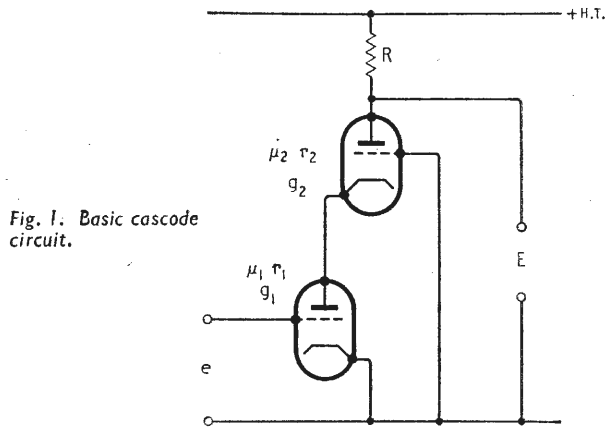 + H.T.
R
μ₂ r₂
g₂
Fig. 1. Basic cascode
circuit.
μ₁ r₁
g₁
E
e